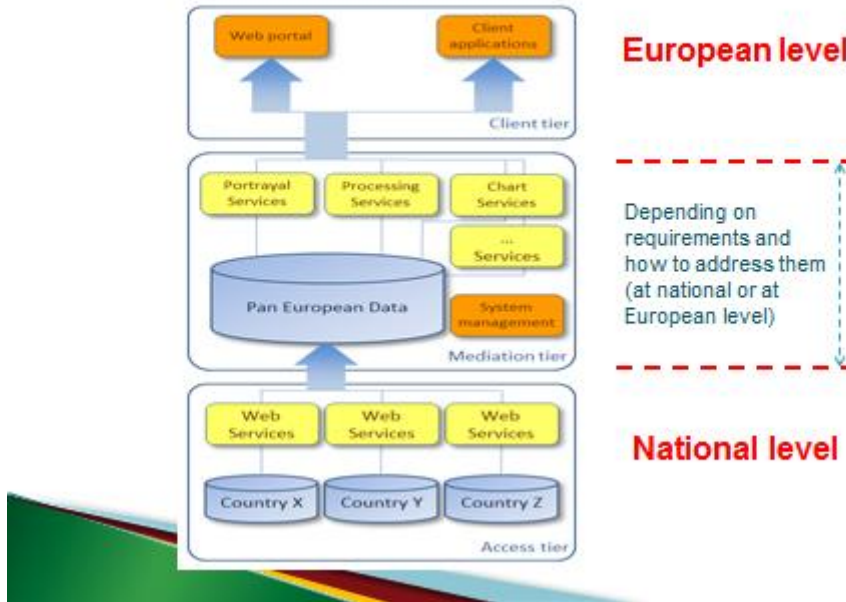 Web portal
Client
applications
European level
Client tier
Portrayal
Services
Processing
Services
Chart
Services
...
Services
Pan European Data
System
management
Mediation tier
Depending on
requirements and
how to address them
(at national or at
European level)
Web
Services
Web
Services
Web
Services
National level
Country X
Country Y
Country Z
Access tier